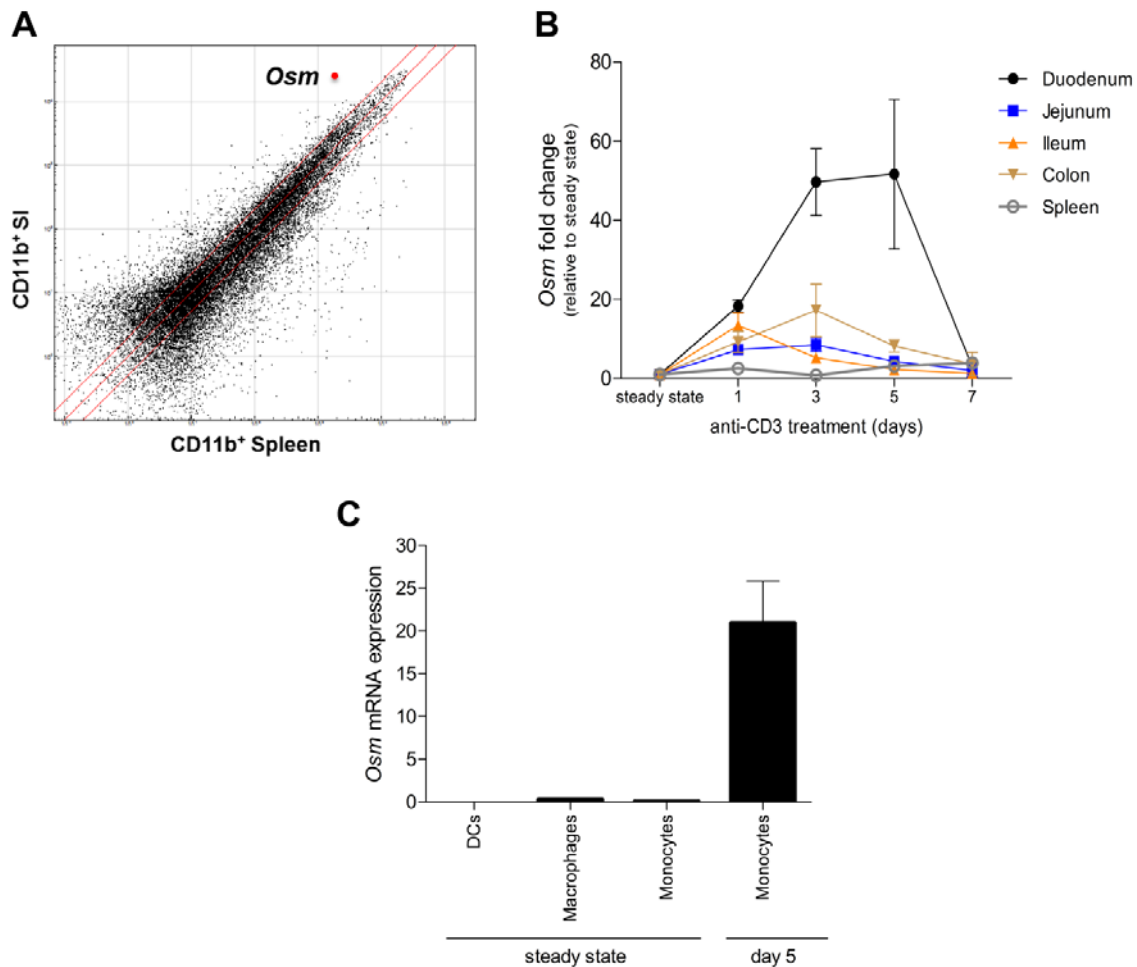 A
Osm
CD11b⁺ SI
CD11b⁺ Spleen
B
80
60
40
20
0
Osm fold change
(relative to steady state)
steady state 1 3 5 7
anti-CD3 treatment (days)
Duodenum
Jejunum
Ileum
Colon
Spleen
C
30
25
20
15
10
5
0
Osm mRNA expression
DCs
Macrophages
Monocytes
Monocytes
steady state
day 5